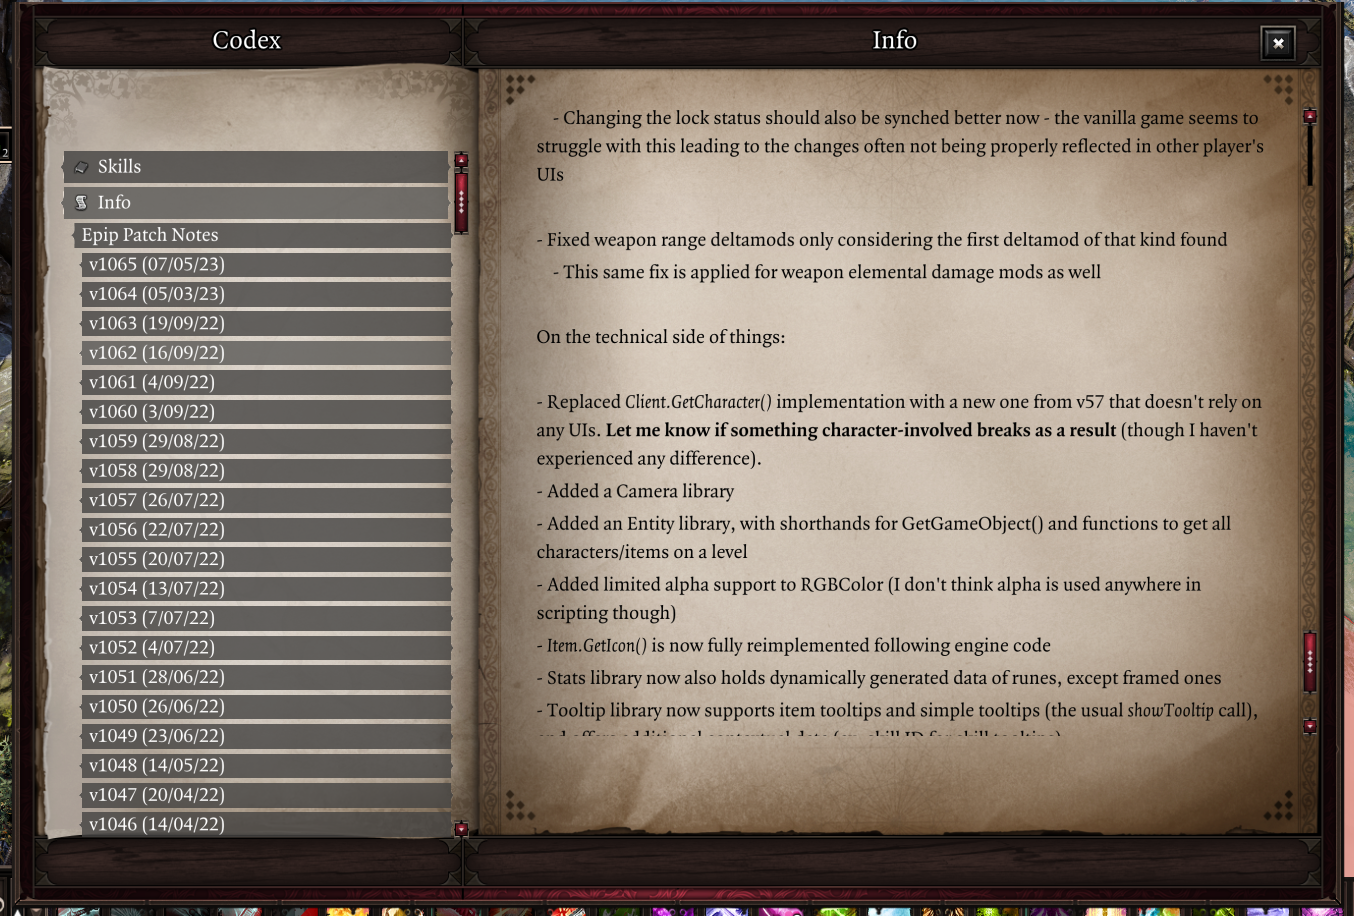 Codex
Info
2
Skills
Info
Epip Patch Notes
v1065 (07/05/23)
v1064 (05/03/23)
v1063 (19/09/22)
v1062 (16/09/22)
v1061 (4/09/22)
v1060 (3/09/22)
v1059 (29/08/22)
v1058 (29/08/22)
v1057 (26/07/22)
v1056 (22/07/22)
v1055 (20/07/22)
v1054 (13/07/22)
v1053 (7/07/22)
v1052 (4/07/22)
v1051 (28/06/22)
v1050 (26/06/22)
v1049 (23/06/22)
v1048 (14/05/22)
v1047 (20/04/22)
v1046 (14/04/22)
- Changing the lock status should also be synched better now - the vanilla game seems to
struggle with this leading to the changes often not being properly reflected in other player's
UIs
- Fixed weapon range deltamods only considering the first deltamod of that kind found
- This same fix is applied for weapon elemental damage mods as well
On the technical side of things:
- Replaced Client.GetCharacter() implementation with a new one from v57 that doesn't rely on
any UIs. Let me know if something character-involved breaks as a result (though I haven't
experienced any difference).
- Added a Camera library
- Added an Entity library, with shorthands for GetGameObject() and functions to get all
characters/items on a level
- Added limited alpha support to RGBColor (I don't think alpha is used anywhere in
scripting though)
- Item.GetIcon() is now fully reimplemented following engine code
- Stats library now also holds dynamically generated data of runes, except framed ones
- Tooltip library now supports item tooltips and simple tooltips (the usual showTooltip call),